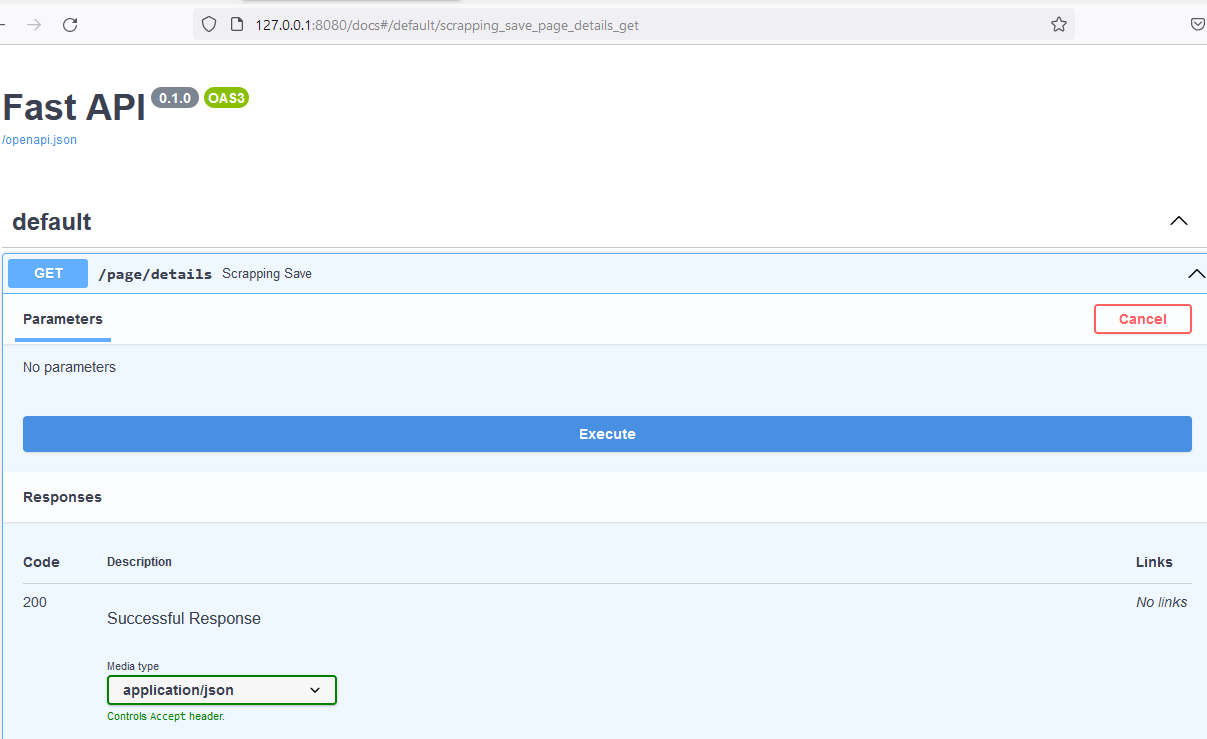 127.0.0.1:8080/docs#/default/scrapping_save_page_details_get
Fast API 0.1.0 OAS3
/openapi.json
default
GET /page/details Scrapping Save
Parameters Cancel
No parameters
Execute
Responses
Code Description Links
200 Successful Response No links
Media type
application/json
Controls Accept header.